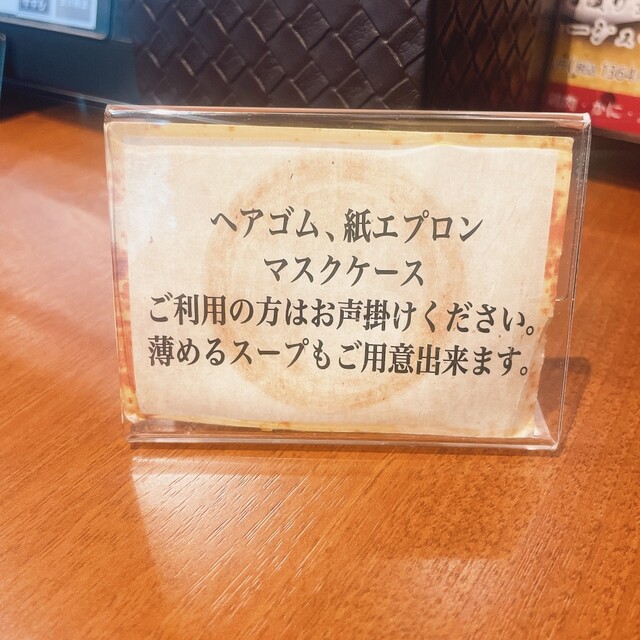 ヘアゴム、紙エプロン
マスクケース
ご利用の方はお声掛けください。
薄めるスープもご用意出来ます。